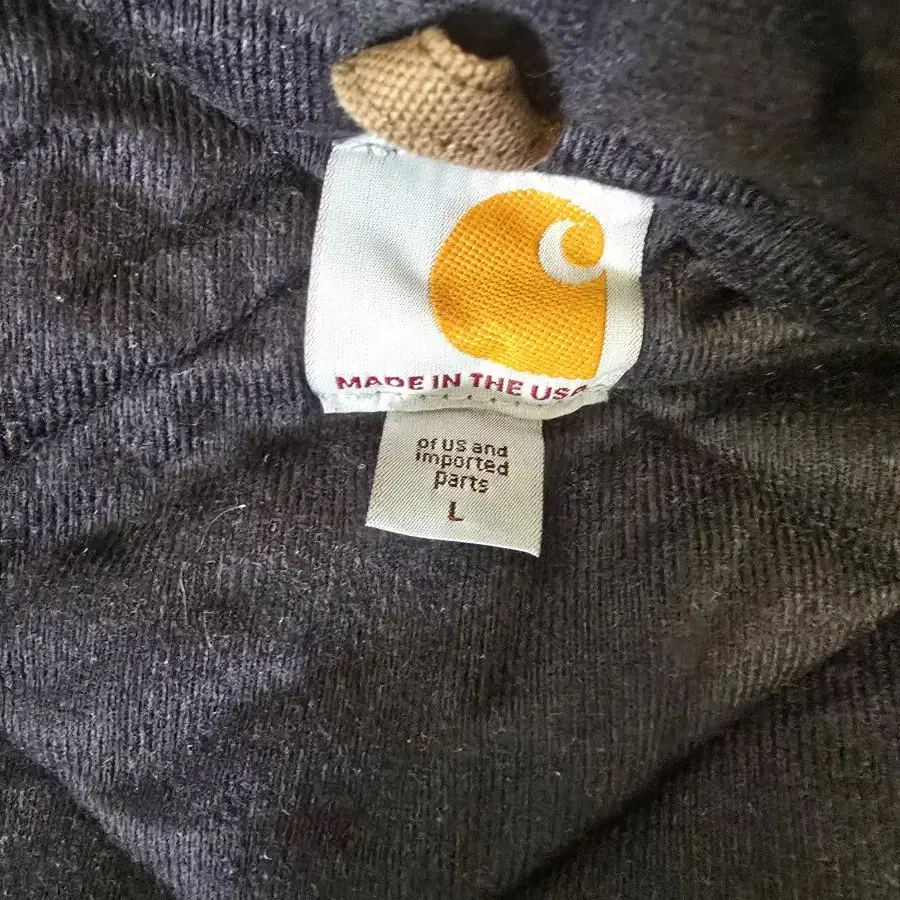 MADE IN THE USA
of US and
imported
parts
L